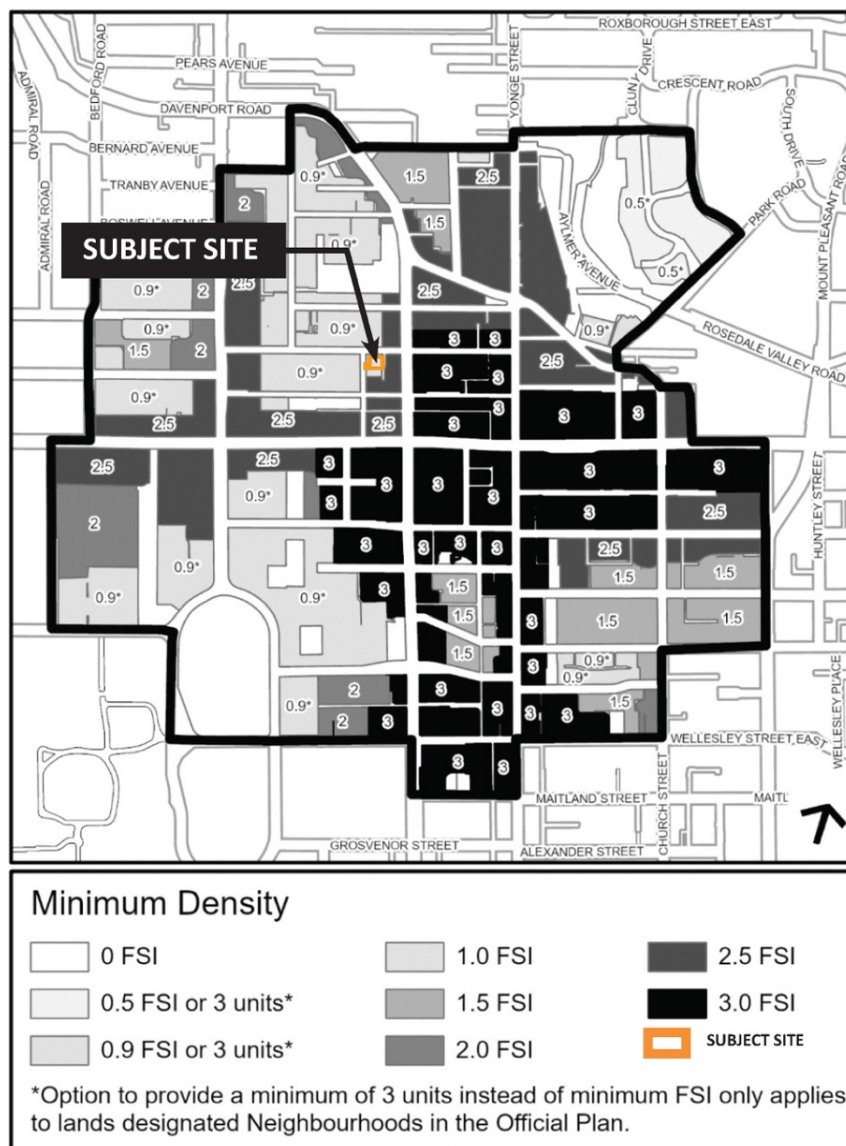 ROXBOROUGH STREET EAST
BEDFORD ROAD
YONGE STREET
CLUNY DRIVE
ADMIRAL ROAD
PEARS AVENUE
CRESCENT ROAD
SOUTH DRIVE
DAVENPORT ROAD
BERNARD AVENUE
0.9*
1.5
2.5
TRANBY AVENUE
2
0.5*
PARK ROAD
MOUNT PLEASANT ROAD
BOSWELL AVENUE
1.5
AYLMER AVENUE
ADMIRAL ROAD
SUBJECT SITE
0.9*
0.5*
0.9*
2
2.5
2.5
0.9*
0.9*
0.9*
ROSEDALE VALLEY ROAD
1.5
2
3
3
2.5
0.9*
0.9*
3
3
2.5
2.5
2.5
3
3
3
3
2.5
2.5
3
3
3
3
3
3
HUNTLEY STREET
0.9*
3
3
2
3
2.5
3
3
3
3
2.5
0.9*
0.9*
0.9*
3
1.5
1.5
1.5
1.5
3
1.5
1.5
1.5
3
0.9*
0.9*
WELLESLEY PLACE
0.9*
2
3
3
1.5
2
3
3
3
3
WELLESLEY STREET EAST
3
3
CHURCH STREET
MAITLAND STREET
MAITL
GROSVENOR STREET
ALEXANDER STREET
Minimum Density
0 FSI
1.0 FSI
2.5 FSI
0.5 FSI or 3 units*
1.5 FSI
3.0 FSI
0.9 FSI or 3 units*
2.0 FSI
SUBJECT SITE
*Option to provide a minimum of 3 units instead of minimum FSI only applies
to lands designated Neighbourhoods in the Official Plan.